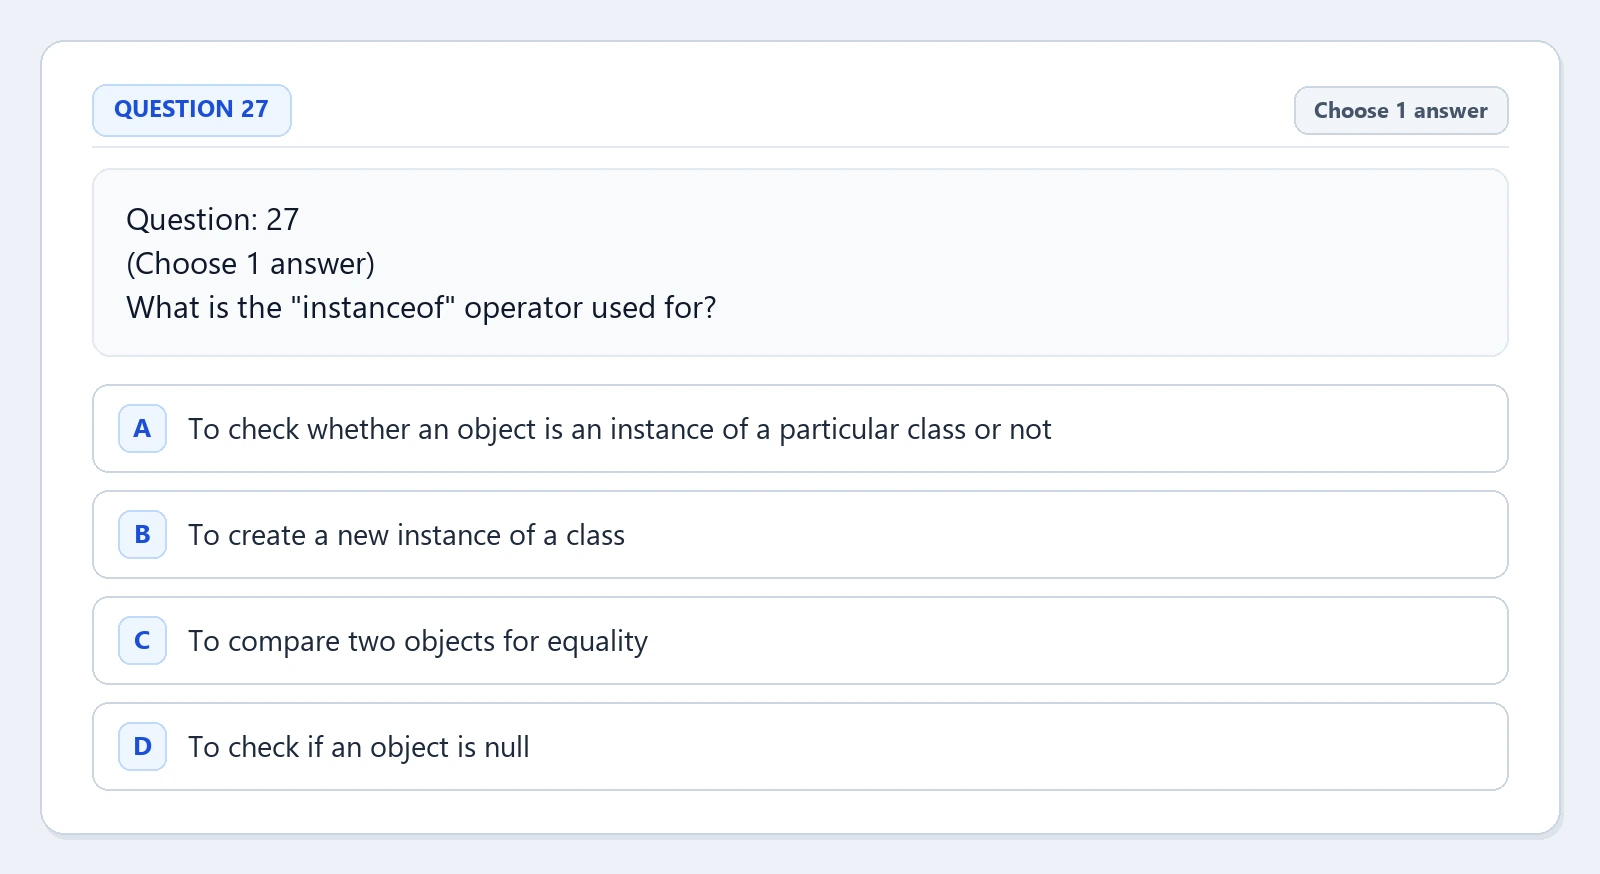 QUESTION 27
Choose 1 answer
Question: 27
(Choose 1 answer)
What is the "instanceof" operator used for?
A To check whether an object is an instance of a particular class or not
B To create a new instance of a class
C To compare two objects for equality
D To check if an object is null